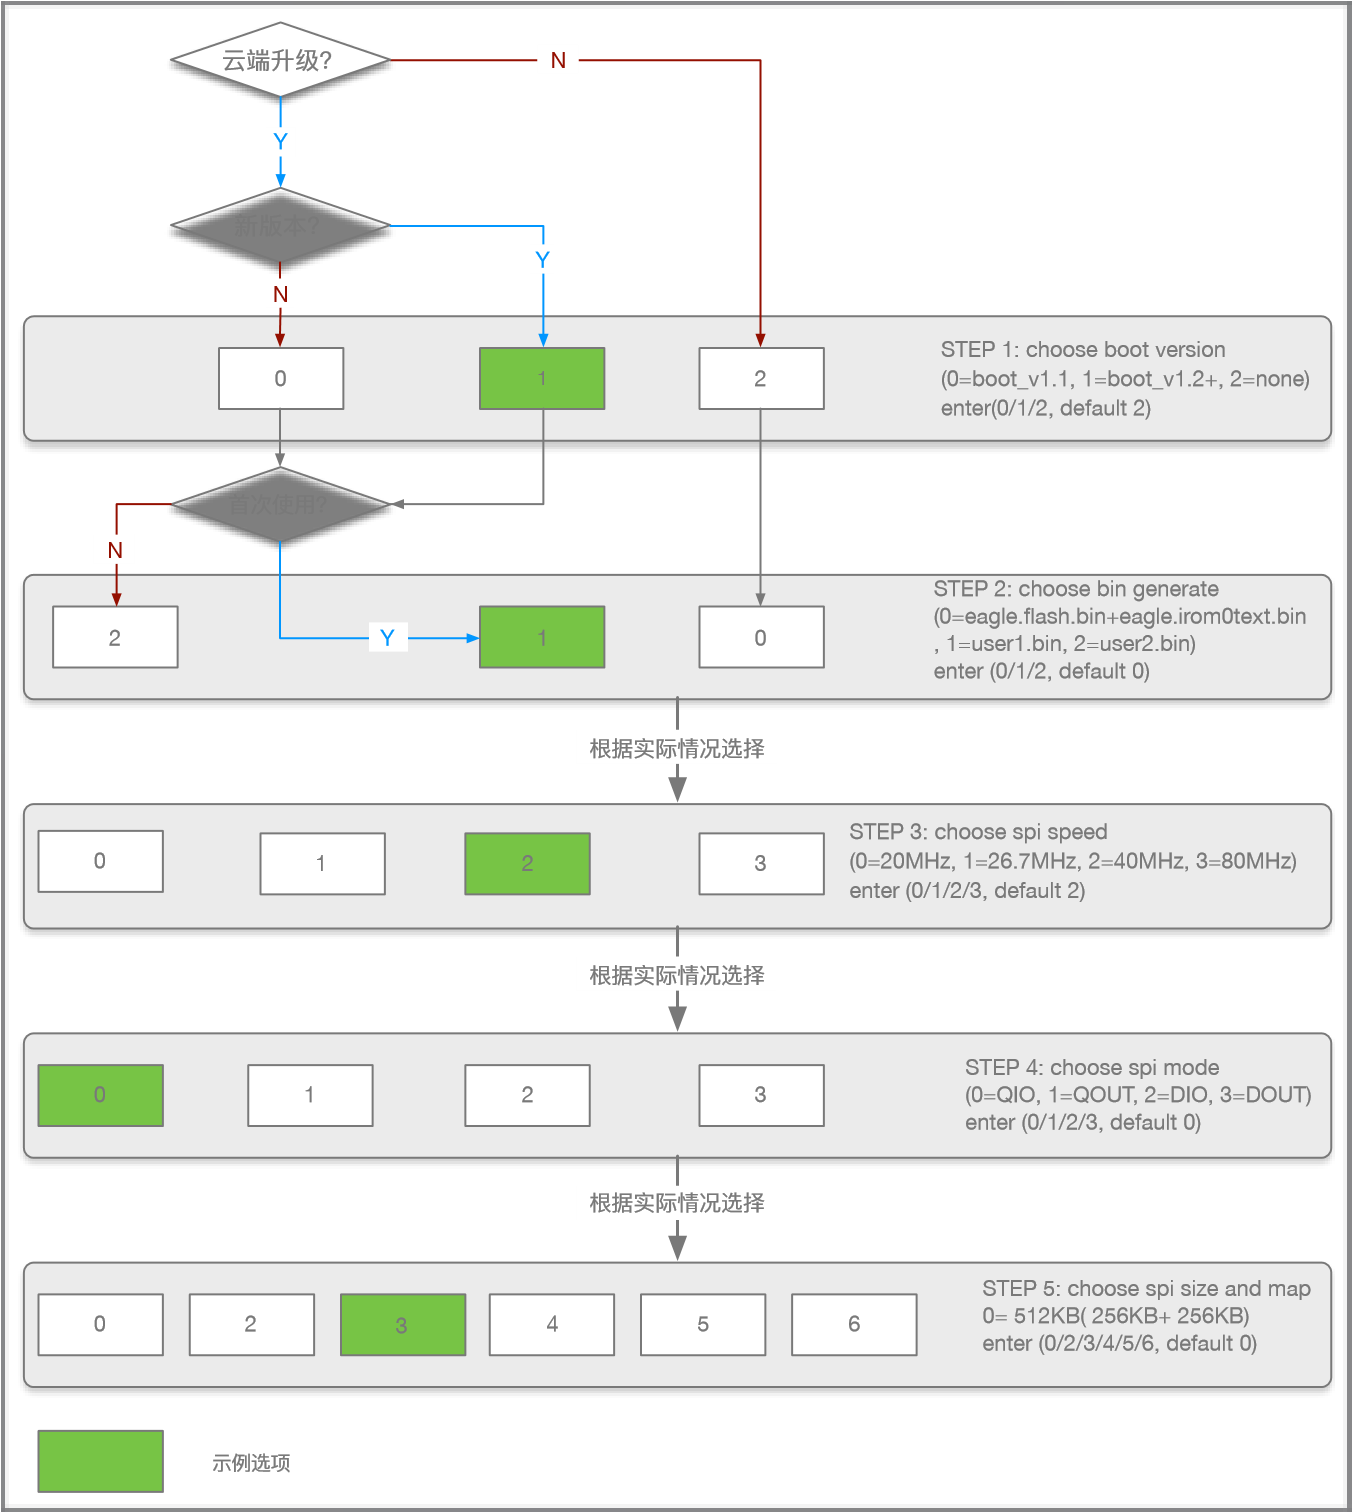 云端升级?
N
Y
新版本?
Y
N
0
1
2
STEP 1: choose boot version
(0=boot_v1.1, 1=boot_v1.2+, 2=none)
enter(0/1/2, default 2)
首次使用?
N
Y
2
1
0
STEP 2: choose bin generate
(0=eagle.flash.bin+eagle.irom0text.bin
, 1=user1.bin, 2=user2.bin)
enter (0/1/2, default 0)
根据实际情况选择
0
1
2
3
STEP 3: choose spi speed
(0=20MHz, 1=26.7MHz, 2=40MHz, 3=80MHz)
enter (0/1/2/3, default 2)
根据实际情况选择
0
1
2
3
STEP 4: choose spi mode
(0=QIO, 1=QOUT, 2=DIO, 3=DOUT)
enter (0/1/2/3, default 0)
根据实际情况选择
0
2
3
4
5
6
STEP 5: choose spi size and map
0= 512KB( 256KB+ 256KB)
enter (0/2/3/4/5/6, default 0)
示例选项